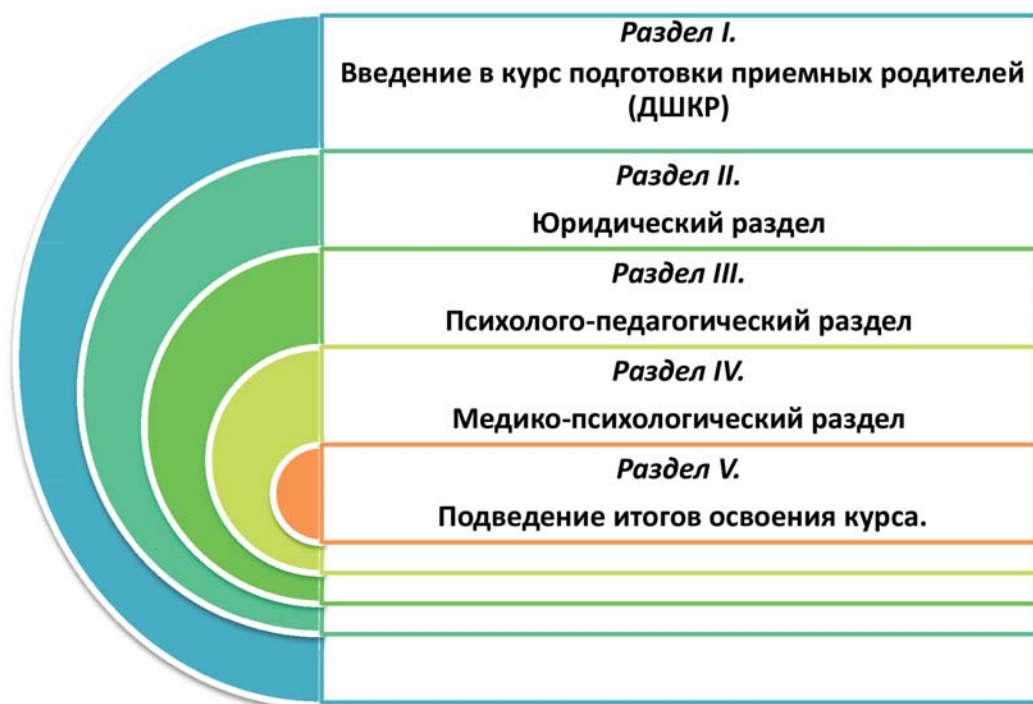 Раздел I.
Введение в курс подготовки приемных родителей
(ДШКР)
Раздел II.
Юридический раздел
Раздел III.
Психолого-педагогический раздел
Раздел IV.
Медико-психологический раздел
Раздел V.
Подведение итогов освоения курса.